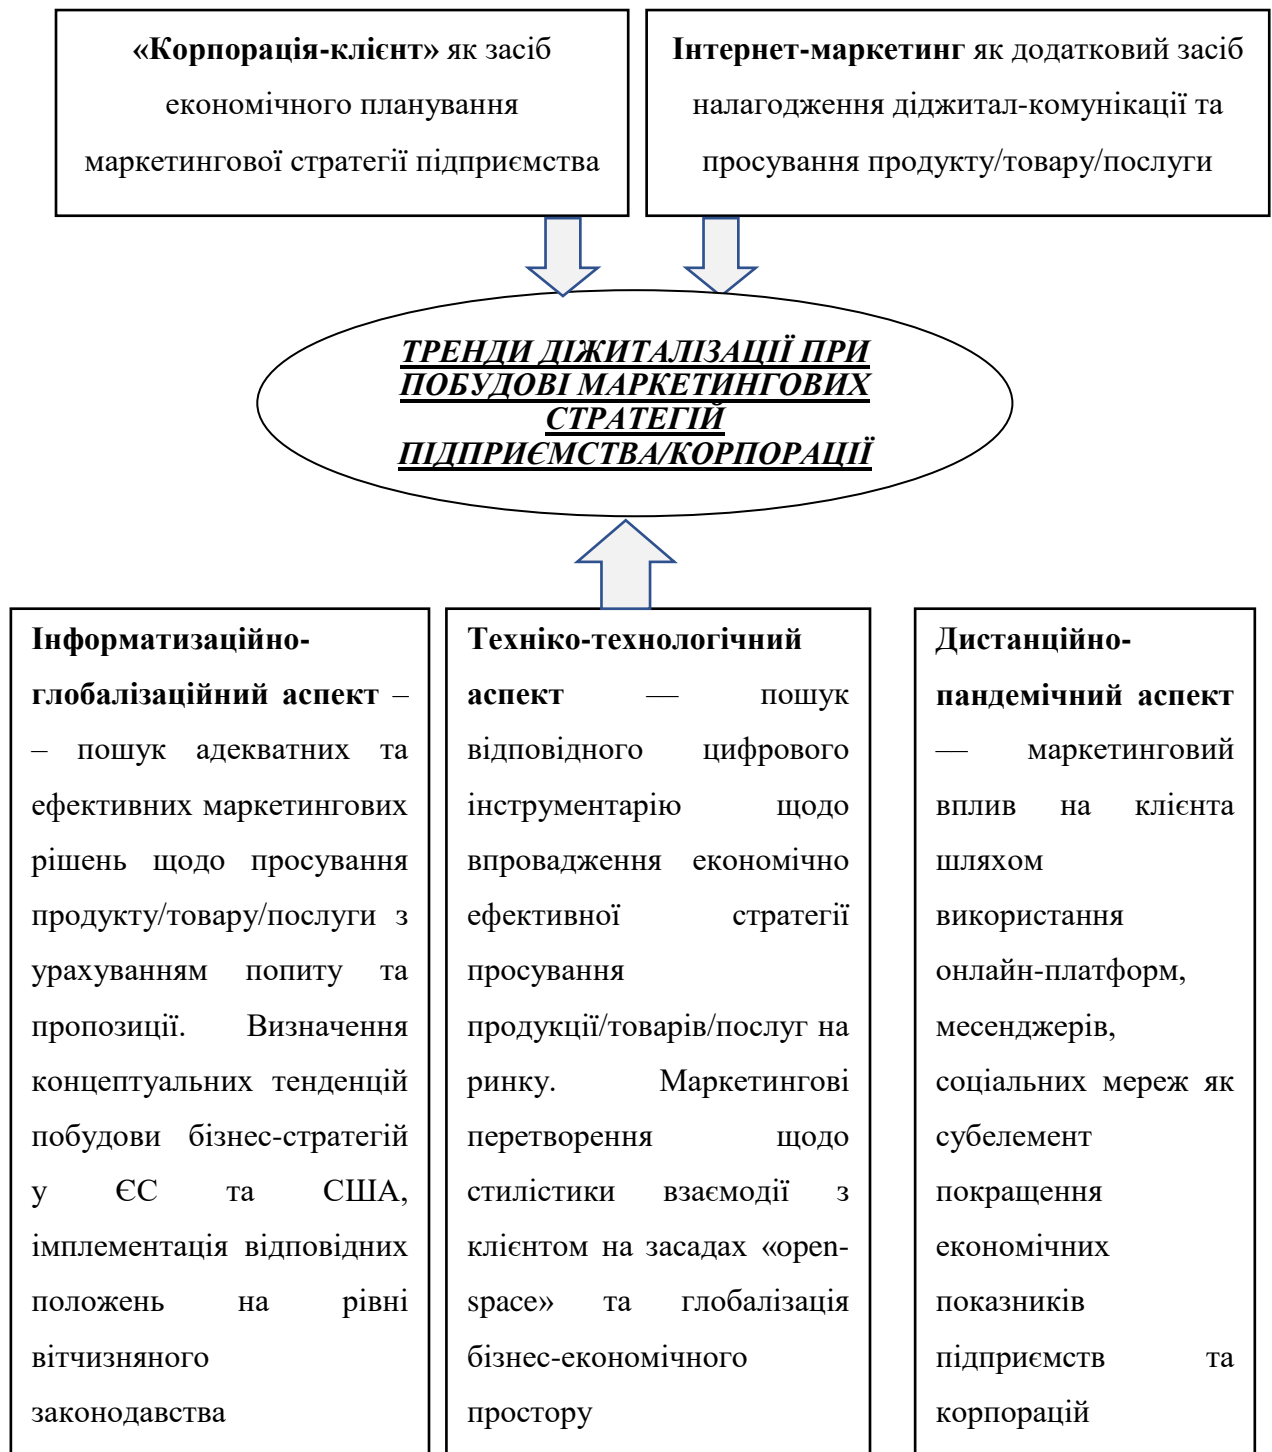 «Корпорація-клієнт» як засіб
економічного планування
маркетингової стратегії підприємства
Інтернет-маркетинг як додатковий засіб
налагодження діджитал-комунікації та
просування продукту/товару/послуги
ТРЕНДИ ДІЖИТАЛІЗАЦІЇ ПРИ
ПОБУДОВІ МАРКЕТИНГОВИХ
СТРАТЕГІЙ
ПІДПРИЄМСТВА/КОРПОРАЦІЇ
Інформатизаційно-
глобалізаційний аспект –
– пошук адекватних та
ефективних маркетингових
рішень щодо просування
продукту/товару/послуги з
урахуванням попиту та
пропозиції. Визначення
концептуальних тенденцій
побудови бізнес-стратегій
у ЄС та США,
імплементація відповідних
положень на рівні
вітчизняного
законодавства
Техніко-технологічний
аспект — пошук
відповідного цифрового
інструментарію щодо
впровадження економічно
ефективної стратегії
просування
продукції/товарів/послуг на
ринку. Маркетингові
перетворення щодо
стилістики взаємодії з
клієнтом на засадах «open-
space» та глобалізація
бізнес-економічного
простору
Дистанційно-
пандемічний аспект
— маркетинговий
вплив на клієнта
шляхом
використання
онлайн-платформ,
месенджерів,
соціальних мереж як
субелемент
покращення
економічних
показників
підприємств та
корпорацій